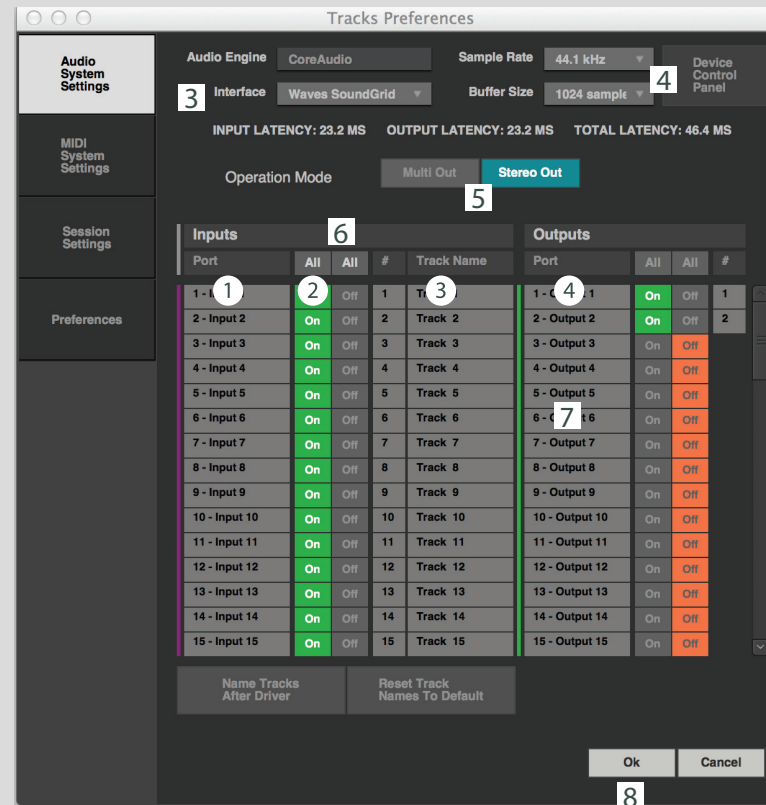 Tracks Preferences
Audio System Settings
MIDI System Settings
Session Settings
Preferences
Audio Engine CoreAudio Sample Rate 44.1 kHz Device Control Panel
3 Interface Waves SoundGrid Buffer Size 1024 sample 4
INPUT LATENCY: 23.2 MS OUTPUT LATENCY: 23.2 MS TOTAL LATENCY: 46.4 MS
Operation Mode Multi Out Stereo Out
5
Inputs 6 Outputs
Port All All # Track Name Port All All #
1 - 1 2 Off 1 3 1 - 4 1 On Off 1
2 - Input 2 On Off 2 Track 2 2 - Output 2 On Off 2
3 - Input 3 On Off 3 Track 3 3 - Output 3 On Off
4 - Input 4 On Off 4 Track 4 4 - Output 4 On Off
5 - Input 5 On Off 5 Track 5 5 - Output 5 On Off
6 - Input 6 On Off 6 Track 6 6 - 7 6 On Off
7 - Input 7 On Off 7 Track 7 7 - Output 7 On Off
8 - Input 8 On Off 8 Track 8 8 - Output 8 On Off
9 - Input 9 On Off 9 Track 9 9 - Output 9 On Off
10 - Input 10 On Off 10 Track 10 10 - Output 10 On Off
11 - Input 11 On Off 11 Track 11 11 - Output 11 On Off
12 - Input 12 On Off 12 Track 12 12 - Output 12 On Off
13 - Input 13 On Off 13 Track 13 13 - Output 13 On Off
14 - Input 14 On Off 14 Track 14 14 - Output 14 On Off
15 - Input 15 On Off 15 Track 15 15 - Output 15 On Off
Name Tracks After Driver Reset Track Names To Default
Ok Cancel
8